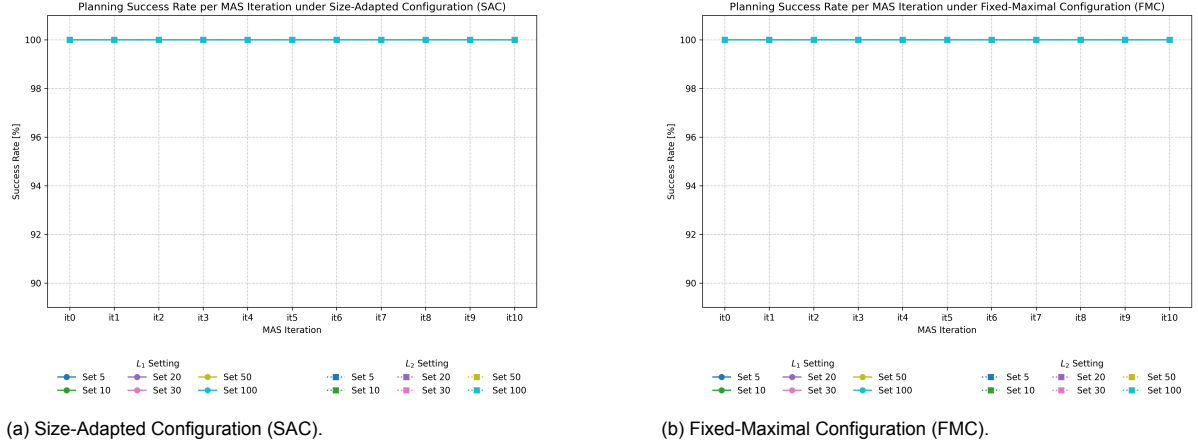 Planning Success Rate per MAS Iteration under Size-Adapted Configuration (SAC)
100
98
96
94
92
90
Success Rate [%]
it0 it1 it2 it3 it4 it5 it6 it7 it8 it9 it10
MAS Iteration
L1 Setting
Set 5 Set 20 Set 50
Set 10 Set 30 Set 100
L2 Setting
Set 5 Set 20 Set 50
Set 10 Set 30 Set 100
(a) Size-Adapted Configuration (SAC).
Planning Success Rate per MAS Iteration under Fixed-Maximal Configuration (FMC)
100
98
96
94
92
90
Success Rate [%]
it0 it1 it2 it3 it4 it5 it6 it7 it8 it9 it10
MAS Iteration
L1 Setting
Set 5 Set 20 Set 50
Set 10 Set 30 Set 100
L2 Setting
Set 5 Set 20 Set 50
Set 10 Set 30 Set 100
(b) Fixed-Maximal Configuration (FMC).